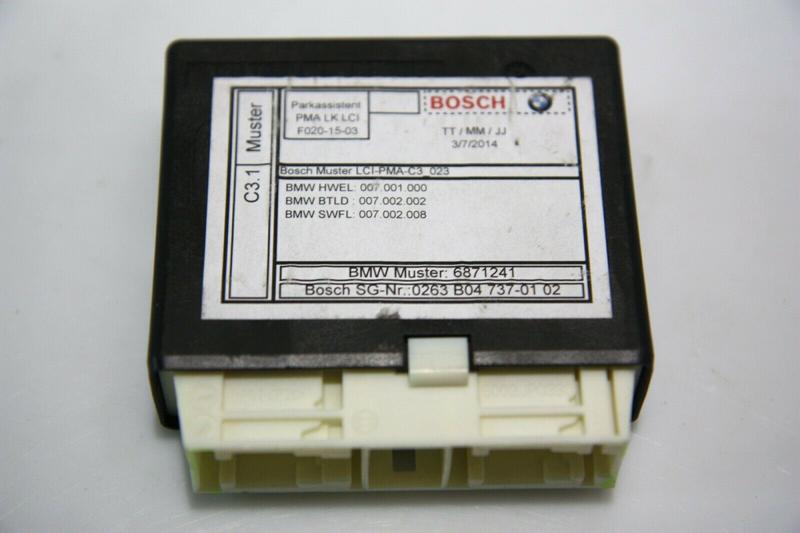 C3.1 Muster
Parkassistent
PMA LK LCI
F020-15-03
BOSCH
BMW
TT / MM / JJ
3/7/2014
Bosch Muster LCI-PMA-C3_023
BMW HWEL: 007.001.000
BMW BTLD : 007.002.002
BMW SWFL: 007.002.008
BMW Muster: 6871241
Bosch SG-Nr.:0263 B04 737-01 02